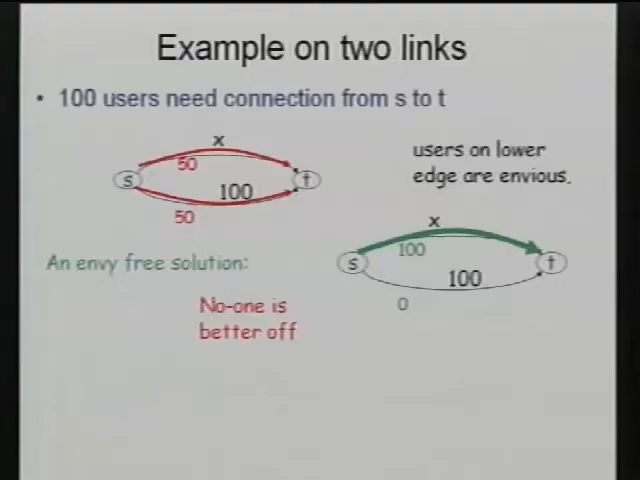 Example on two links
• 100 users need connection from s to t
x
50
s
t
100
50
users on lower
edge are envious.
x
100
s
t
100
0
An envy free solution:
No-one is
better off